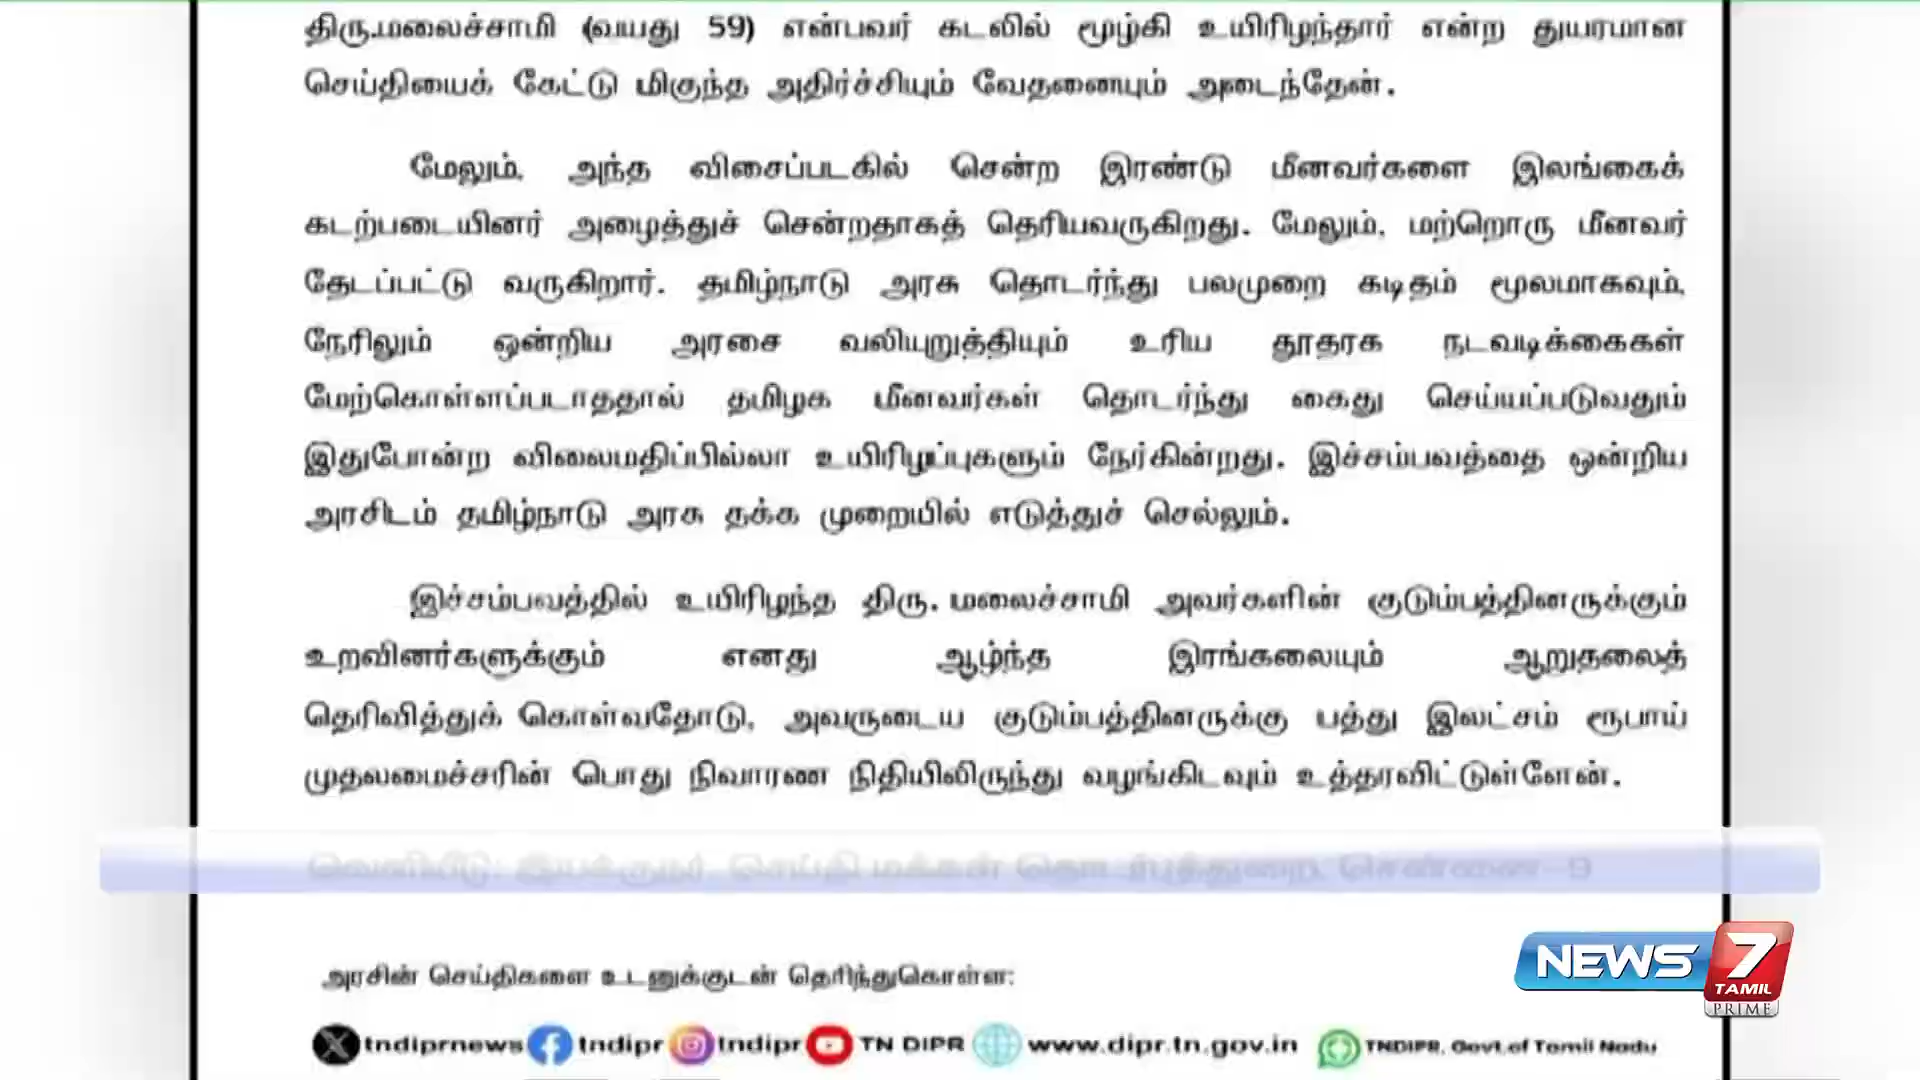 திரு.மலைச்சாமி (வயது 59) என்பவர் கடலில் மூழ்கி உயிரிழந்தார் என்ற துயரமான
செய்தியைக் கேட்டு மிகுந்த அதிர்ச்சியும் வேதனையும் அடைந்தேன்.
மேலும், அந்த விசைப்படகில் சென்ற இரண்டு மீனவர்களை இலங்கைக்
கடற்படையினர் அழைத்துச் சென்றதாகத் தெரியவருகிறது. மேலும், மற்றொரு மீனவர்
தேடப்பட்டு வருகிறார். தமிழ்நாடு அரசு தொடர்ந்து பலமுறை கடிதம் மூலமாகவும்,
நேரிலும் ஒன்றிய அரசை வலியுறுத்தியும் உரிய தூதரக நடவடிக்கைகள்
மேற்கொள்ளப்படாததால் தமிழக மீனவர்கள் தொடர்ந்து கைது செய்யப்படுவதும்
இதுபோன்ற விலைமதிப்பில்லா உயிரிழப்புகளும் நேர்கின்றது. இச்சம்பவத்தை ஒன்றிய
அரசிடம் தமிழ்நாடு அரசு தக்க முறையில் எடுத்துச் செல்லும்.
இச்சம்பவத்தில் உயிரிழந்த திரு. மலைச்சாமி அவர்களின் குடும்பத்தினருக்கும்
உறவினர்களுக்கும் எனது ஆழ்ந்த இரங்கலையும் ஆறுதலைத்
தெரிவித்துக் கொள்வதோடு, அவருடைய குடும்பத்தினருக்கு பத்து இலட்சம் ரூபாய்
முதலமைச்சரின் பொது நிவாரண நிதியிலிருந்து வழங்கிடவும் உத்தரவிட்டுள்ளேன்.
வெளியீடு: இயக்குநர், செய்தி மக்கள் தொடர்புத்துறை, சென்னை-9
அரசின் செய்திகளை உடனுக்குடன் தெரிந்துகொள்ள:
tndiprnews tndipr tndipr TN DIPR www.dipr.tn.gov.in TNDIPR, Govt.of Tamil Nadu
NEWS 7
TAMIL
PRIME